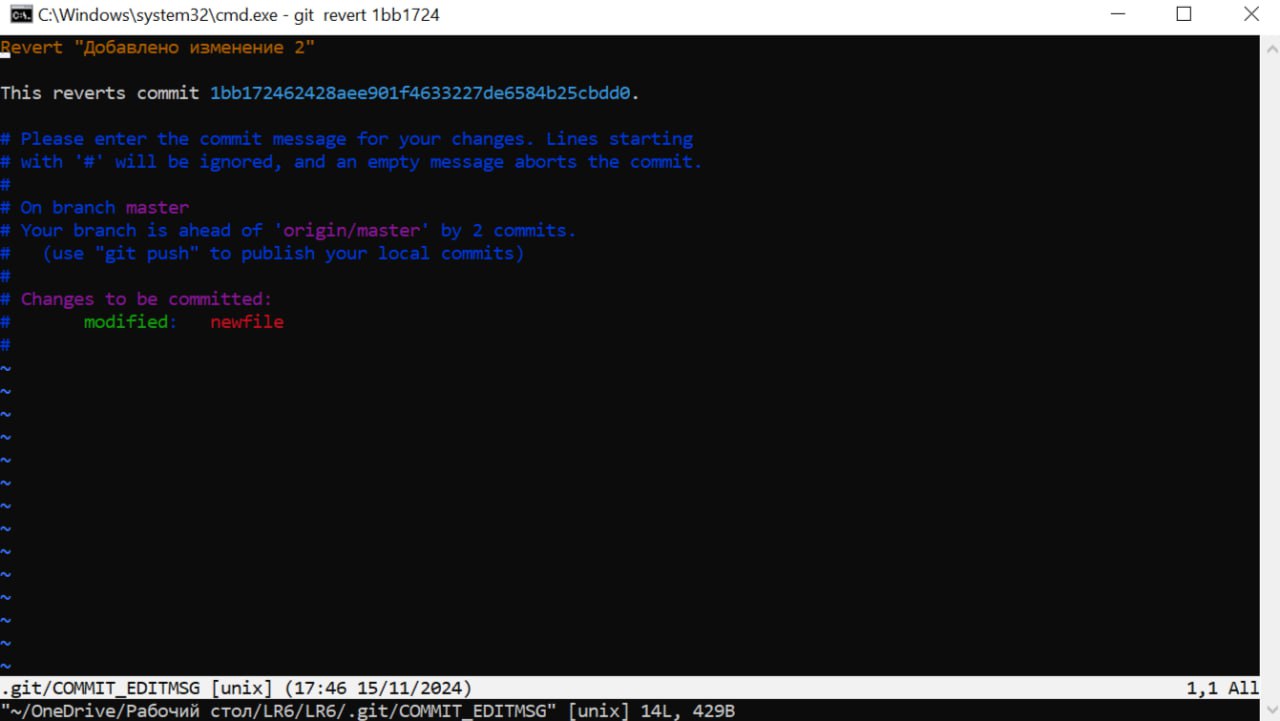 C:\Windows\system32\cmd.exe - git  revert 1bb1724
Revert "Добавлено изменение 2"
This reverts commit 1bb172462428aee901f4633227de6584b25cbdd0.
# Please enter the commit message for your changes. Lines starting
# with '#' will be ignored, and an empty message aborts the commit.
#
# On branch master
# Your branch is ahead of 'origin/master' by 2 commits.
#   (use "git push" to publish your local commits)
#
# Changes to be committed:
#       modified:   newfile
#
~
~
~
~
~
~
~
~
~
~
~
~
~
~
.git/COMMIT_EDITMSG [unix] (17:46 15/11/2024) 1,1 All
"~/OneDrive/Рабочий стол/LR6/LR6/.git/COMMIT_EDITMSG" [unix] 14L, 429B